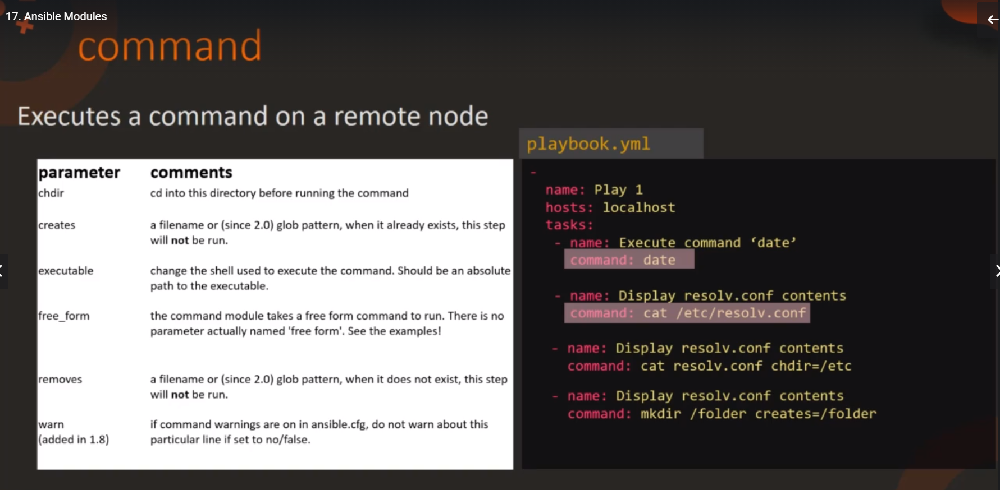 17. Ansible Modules
command
Executes a command on a remote node
parameter comments
chdir cd into this directory before running the command
creates a filename or (since 2.0) glob pattern, when it already exists, this step
will not be run.
executable change the shell used to execute the command. Should be an absolute
path to the executable.
free_form the command module takes a free form command to run. There is no
parameter actually named 'free form'. See the examples!
removes a filename or (since 2.0) glob pattern, when it does not exist, this step
will not be run.
warn if command warnings are on in ansible.cfg, do not warn about this
(added in 1.8) particular line if set to no/false.
playbook.yml
-
name: Play 1
hosts: localhost
tasks:
- name: Execute command ‘date’
command: date
- name: Display resolv.conf contents
command: cat /etc/resolv.conf
- name: Display resolv.conf contents
command: cat resolv.conf chdir=/etc
- name: Display resolv.conf contents
command: mkdir /folder creates=/folder